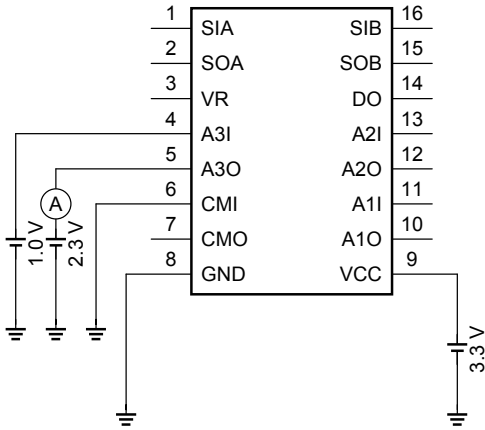 1 SIA SIB 16
2 SOA SOB 15
3 VR DO 14
4 A3I A2I 13
5 A3O A2O 12
6 CMI A1I 11
7 CMO A1O 10
8 GND VCC 9
A
1.0 V
2.3 V
3.3 V